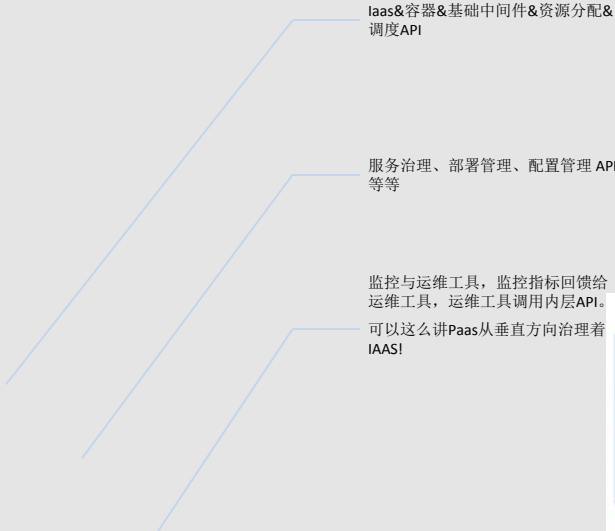 Iaas&容器&基础中间件&资源分配&
调度API
服务治理、部署管理、配置管理 API
等等
监控与运维工具，监控指标回馈给
运维工具，运维工具调用内层API。
可以这么讲Paas从垂直方向治理着
IAAS!